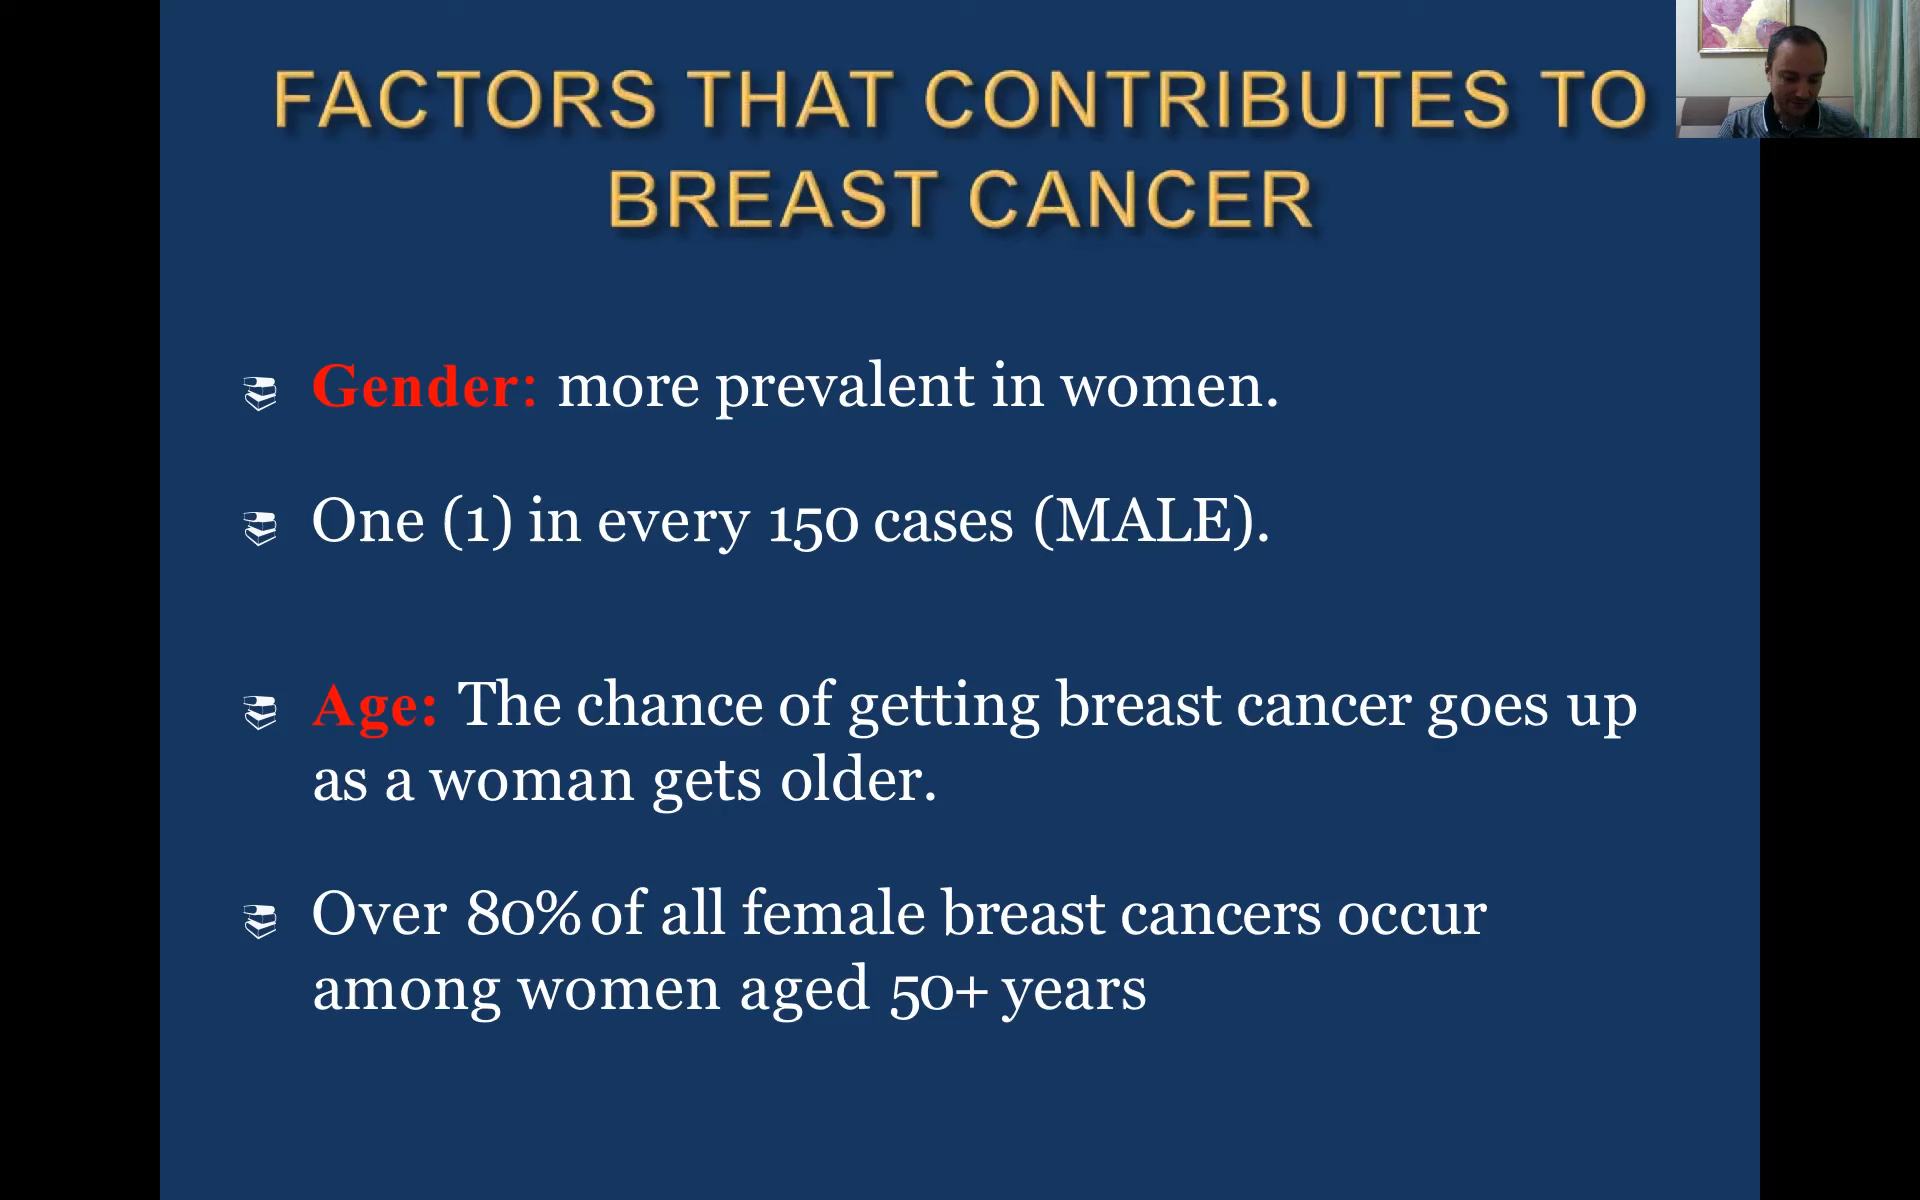 FACTORS THAT CONTRIBUTES TO
BREAST CANCER
Gender: more prevalent in women.
One (1) in every 150 cases (MALE).
Age: The chance of getting breast cancer goes up
as a woman gets older.
Over 80% of all female breast cancers occur
among women aged 50+ years